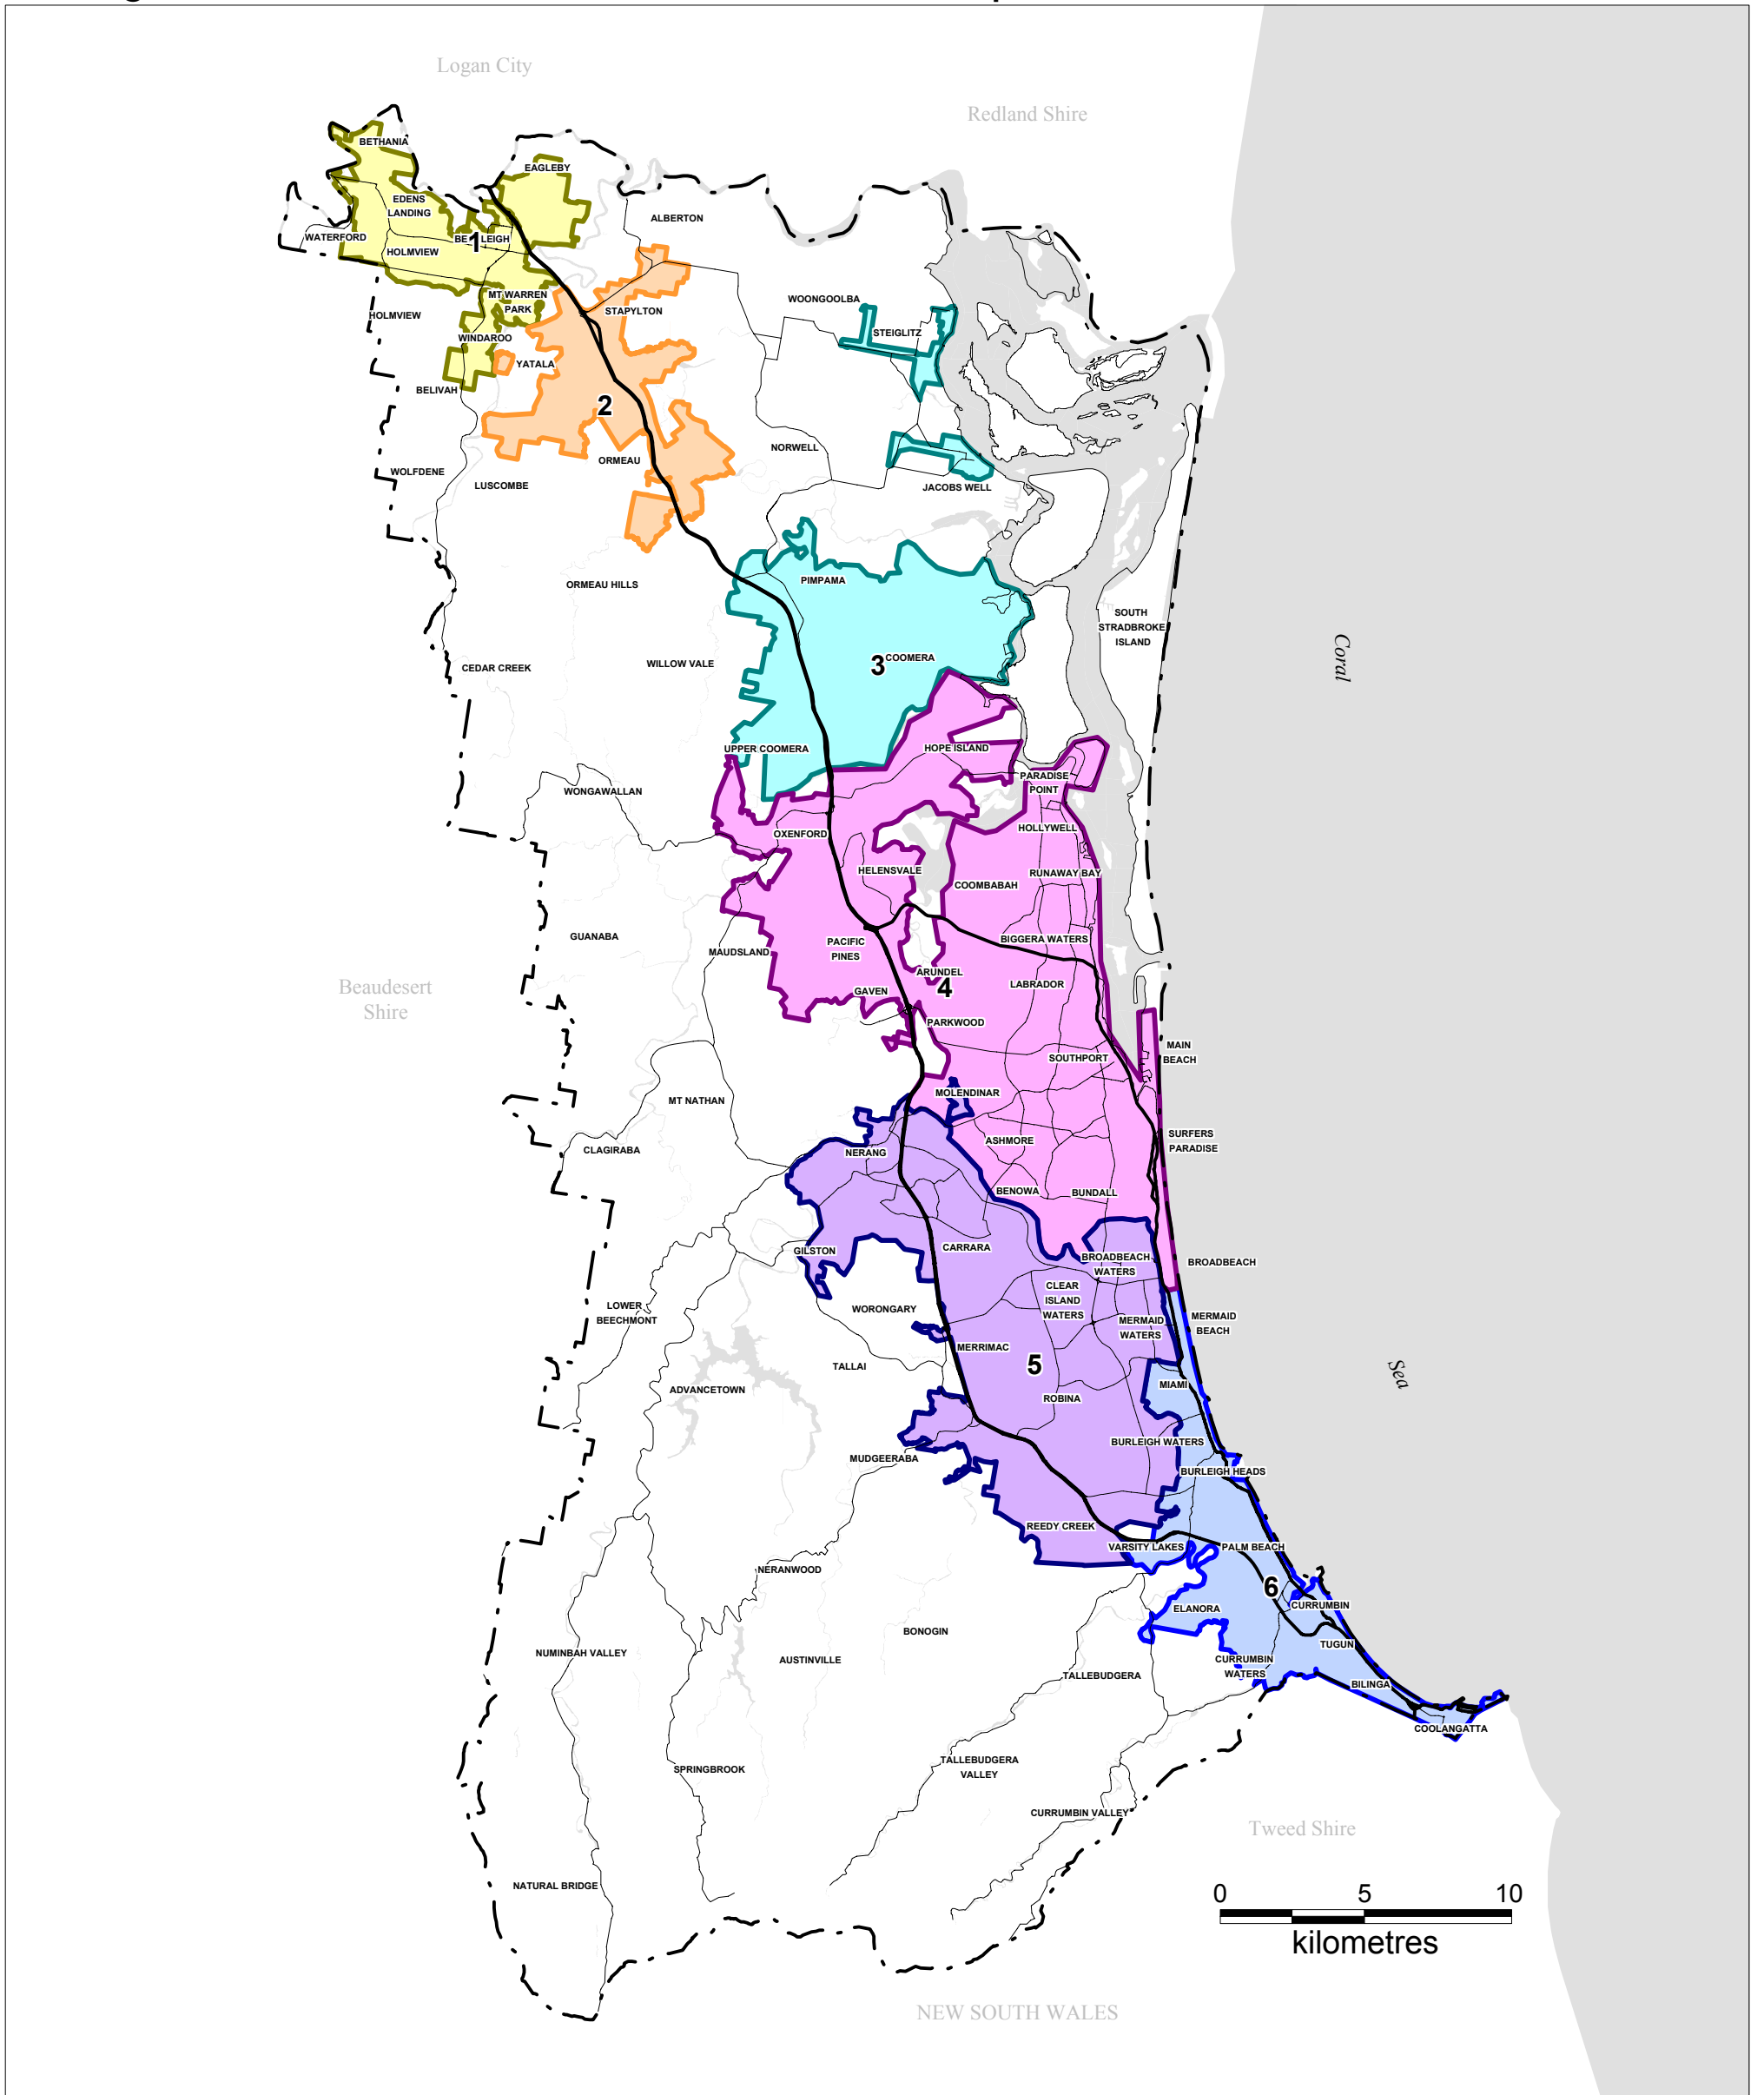 Logan City
Redland Shire
BETHANIA
EAGLEBY
EDENS
LANDING
ALBERTON
WATERFORD
BE LEIGH
1
HOLMVIEW
MT WARREN
PARK
WOONGOOLBA
STAPYLTON
HOLMVIEW
STEIGLITZ
WINDAROO
YATALA
BELIVAH
2
NORWELL
ORMEAU
WOLFDENE
LUSCOMBE
JACOBS WELL
PIMPAMA
ORMEAU HILLS
SOUTH
STRADBROKE
ISLAND
Coral
COOMERA
3
WILLOW VALE
CEDAR CREEK
UPPER COOMERA
HOPE ISLAND
PARADISE
POINT
WONGAWALLAN
HOLLYWELL
OXENFORD
HELENSVALE
RUNAWAY BAY
COOMBABAH
GUANABA
BIGGERA WATERS
PACIFIC
PINES
MAUDSLAND
ARUNDEL
4
LABRADOR
Beaudesert
Shire
GAVEN
PARKWOOD
MAIN
BEACH
SOUTHPORT
MOLENDINAR
MT NATHAN
SURFERS
PARADISE
ASHMORE
CLAGIRABA
NERANG
BENOWA
BUNDALL
CARRARA
GILSTON
BROADBEACH
WATERS
BROADBEACH
CLEAR
ISLAND
WATERS
LOWER
BEECHMONT
WORONGARY
MERMAID
WATERS
MERMAID
BEACH
MERRIMAC
TALLAI
5
Sea
MIAMI
ADVANCETOWN
ROBINA
BURLEIGH WATERS
MUDGEERABA
BURLEIGH HEADS
REEDY CREEK
VARSITY LAKES
PALM BEACH
NERANWOOD
6
CURRUMBIN
ELANORA
BONOGIN
TUGUN
NUMINBAH VALLEY
AUSTINVILLE
CURRUMBIN
WATERS
TALLEBUDGERA
BILINGA
COOLANGATTA
TALLEBUDGERA
VALLEY
SPRINGBROOK
CURRUMBIN VALLEY
Tweed Shire
NATURAL BRIDGE
0 5 10
kilometres
NEW SOUTH WALES